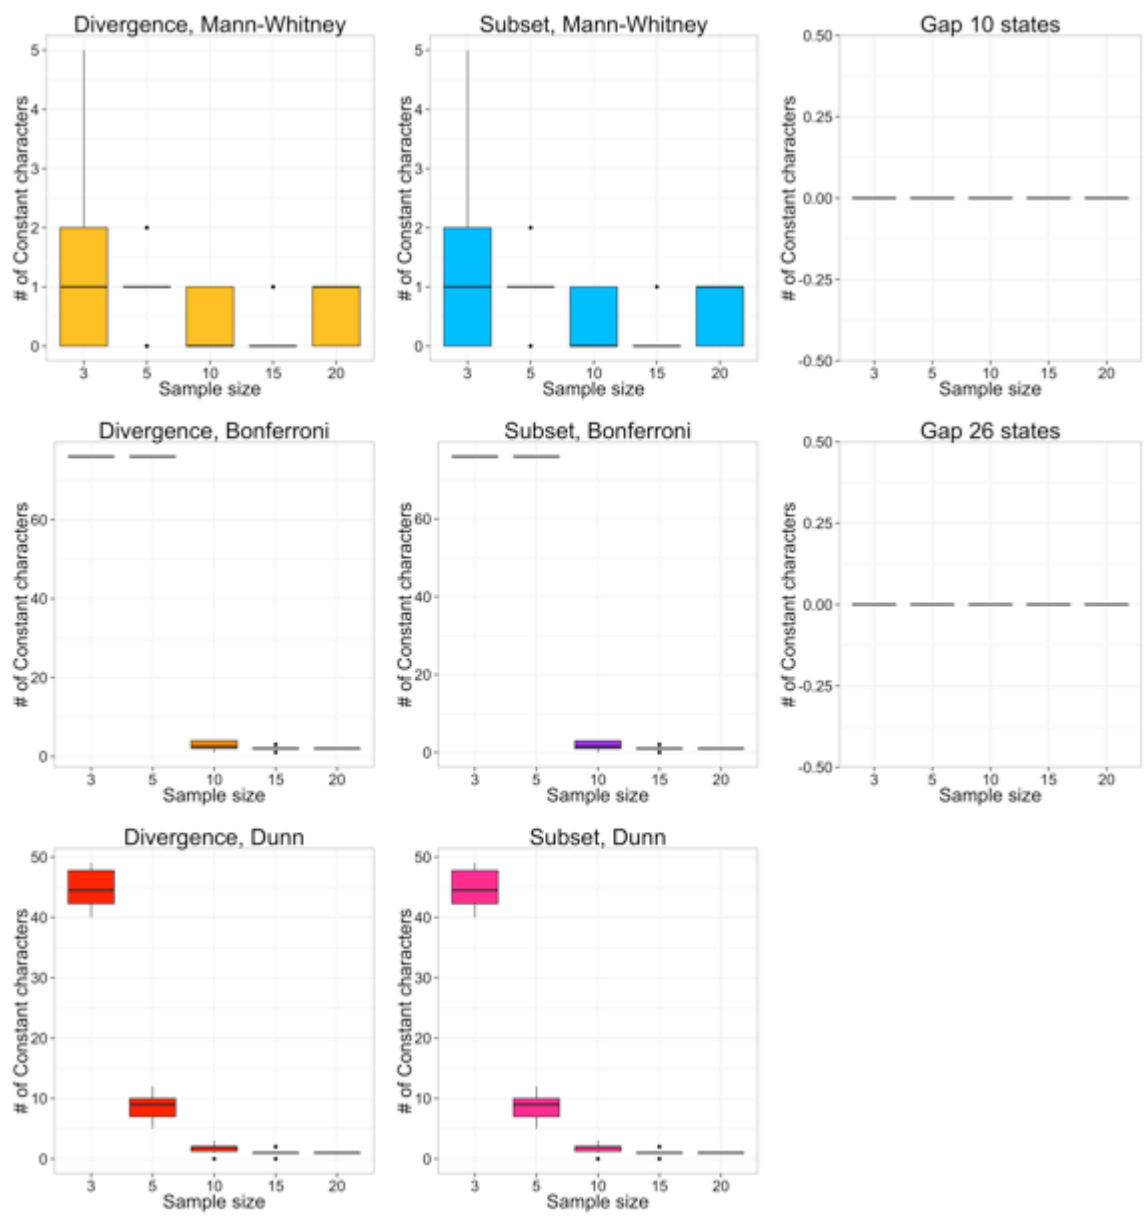 Divergence, Mann-Whitney
# of Constant characters
5
4
3
2
1
0
3 5 10 15 20
Sample size
Subset, Mann-Whitney
# of Constant characters
5
4
3
2
1
0
3 5 10 15 20
Sample size
Gap 10 states
# of Constant characters
0.50
0.25
0.00
-0.25
-0.50
3 5 10 15 20
Sample size
Divergence, Bonferroni
# of Constant characters
60
40
20
0
3 5 10 15 20
Sample size
Subset, Bonferroni
# of Constant characters
60
40
20
0
3 5 10 15 20
Sample size
Gap 26 states
# of Constant characters
0.50
0.25
0.00
-0.25
-0.50
3 5 10 15 20
Sample size
Divergence, Dunn
# of Constant characters
50
40
30
20
10
0
3 5 10 15 20
Sample size
Subset, Dunn
# of Constant characters
50
40
30
20
10
0
3 5 10 15 20
Sample size